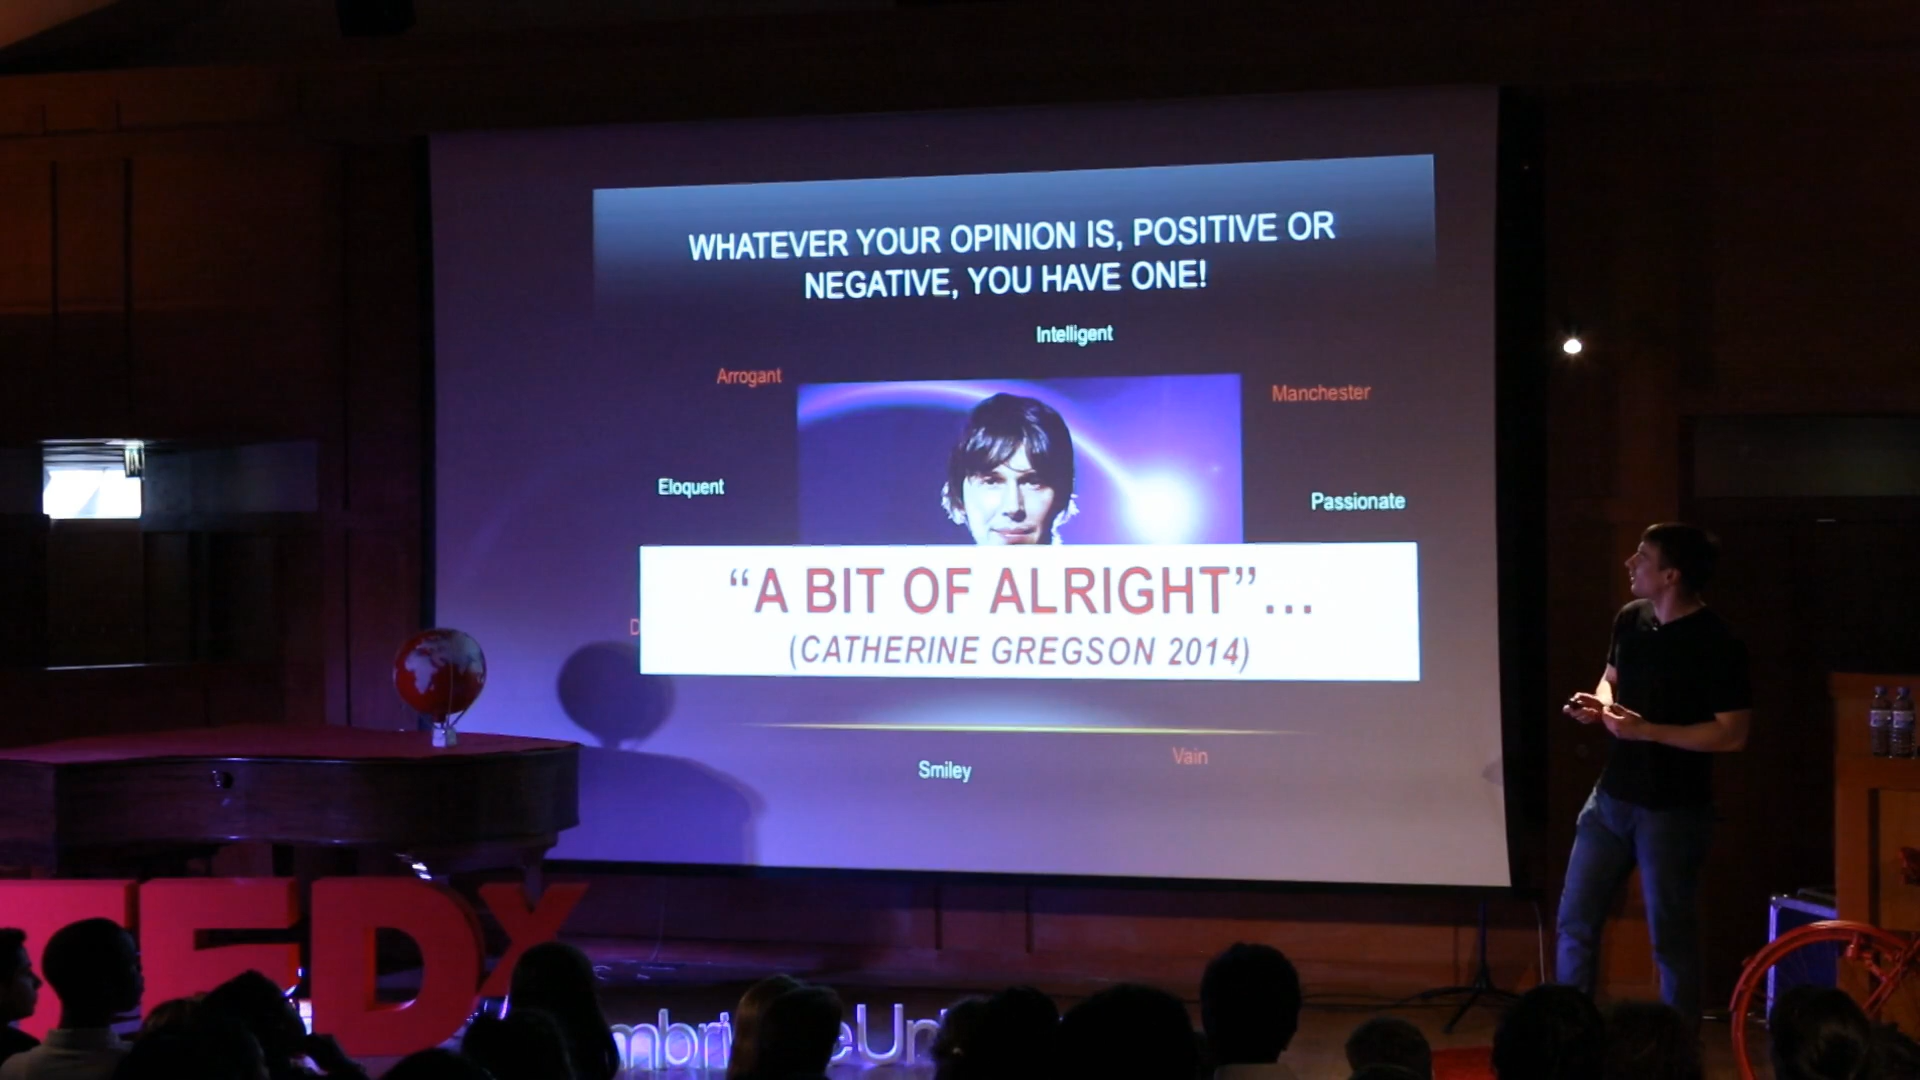 WHATEVER YOUR OPINION IS, POSITIVE OR
NEGATIVE, YOU HAVE ONE!
Intelligent
Arrogant
Manchester
Eloquent
Passionate
“A BIT OF ALRIGHT”...
(CATHERINE GREGSON 2014)
Vain
Smiley
TEDx